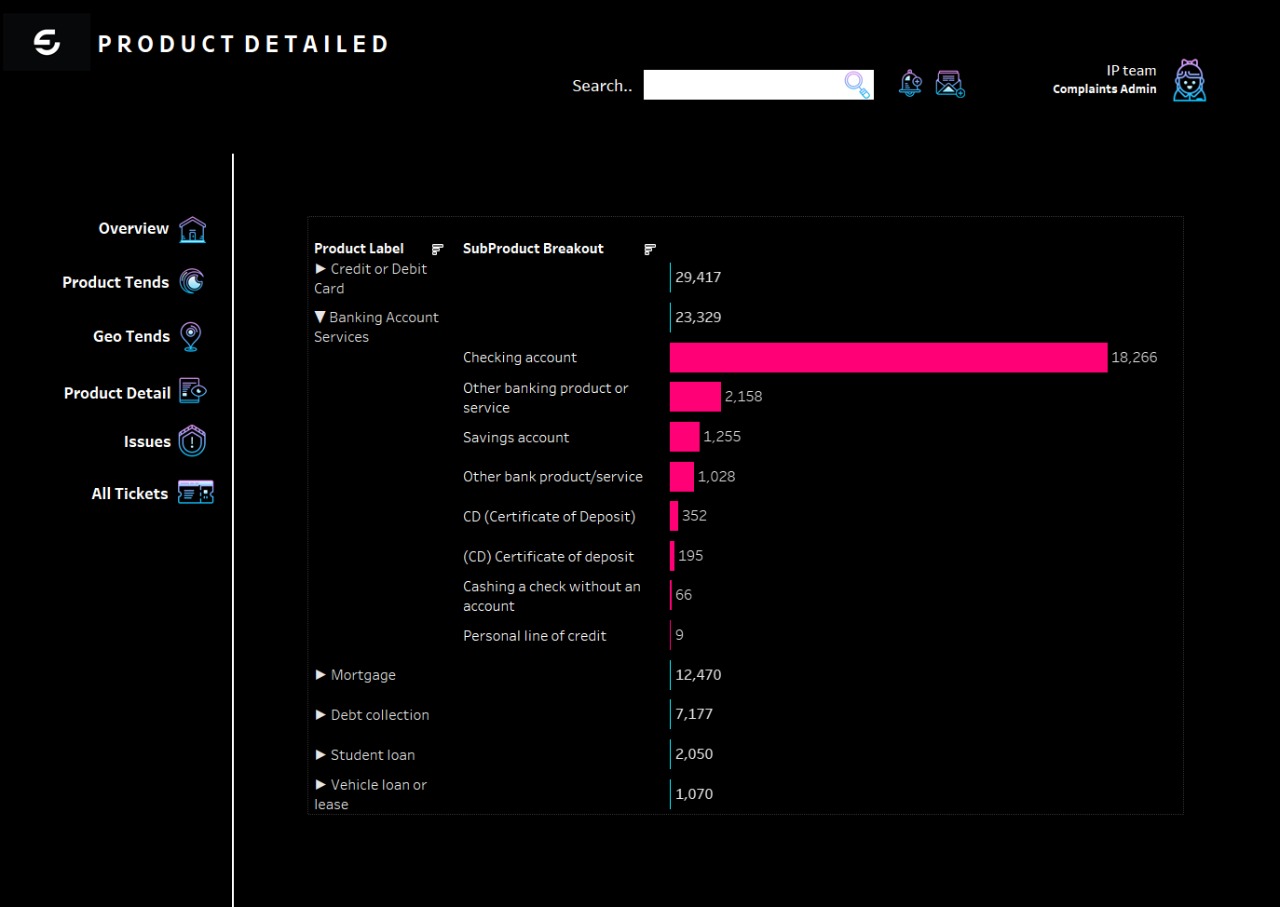 PRODUCT DETAILED
Search..
IP team
Complaints Admin
Overview
Product Tends
Geo Tends
Product Detail
Issues
All Tickets
Product Label SubProduct Breakout
▶ Credit or Debit
Card
29,417
▼ Banking Account
Services
23,329
Checking account 18,266
Other banking product or
service
2,158
Savings account 1,255
Other bank product/service 1,028
CD (Certificate of Deposit) 352
(CD) Certificate of deposit 195
Cashing a check without an
account
66
Personal line of credit 9
▶ Mortgage 12,470
▶ Debt collection 7,177
▶ Student loan 2,050
▶ Vehicle loan or
lease
1,070